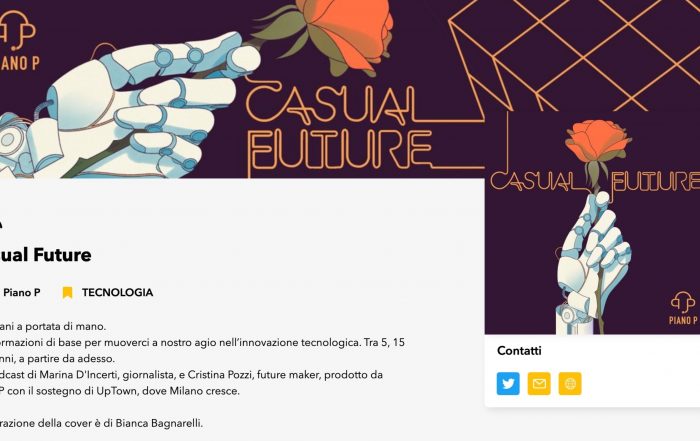 IANO P
CASUAL
FUTURE
sual Future
Piano P
TECNOLOGIA
ani a portata di mano.
ormazioni di base per muoverci a nostro agio nell'innovazione tecnologica. Tra 5, 15
nni, a partire da adesso.
dcast di Marina D'Incerti, giornalista, e Cristina Pozzi, future maker, prodotto da
P con il sostegno di UpTown, dove Milano cresce.
razione della cover è di Bianca Bagnarelli.
CASUAL FUTURE
PIANO P
Contatti